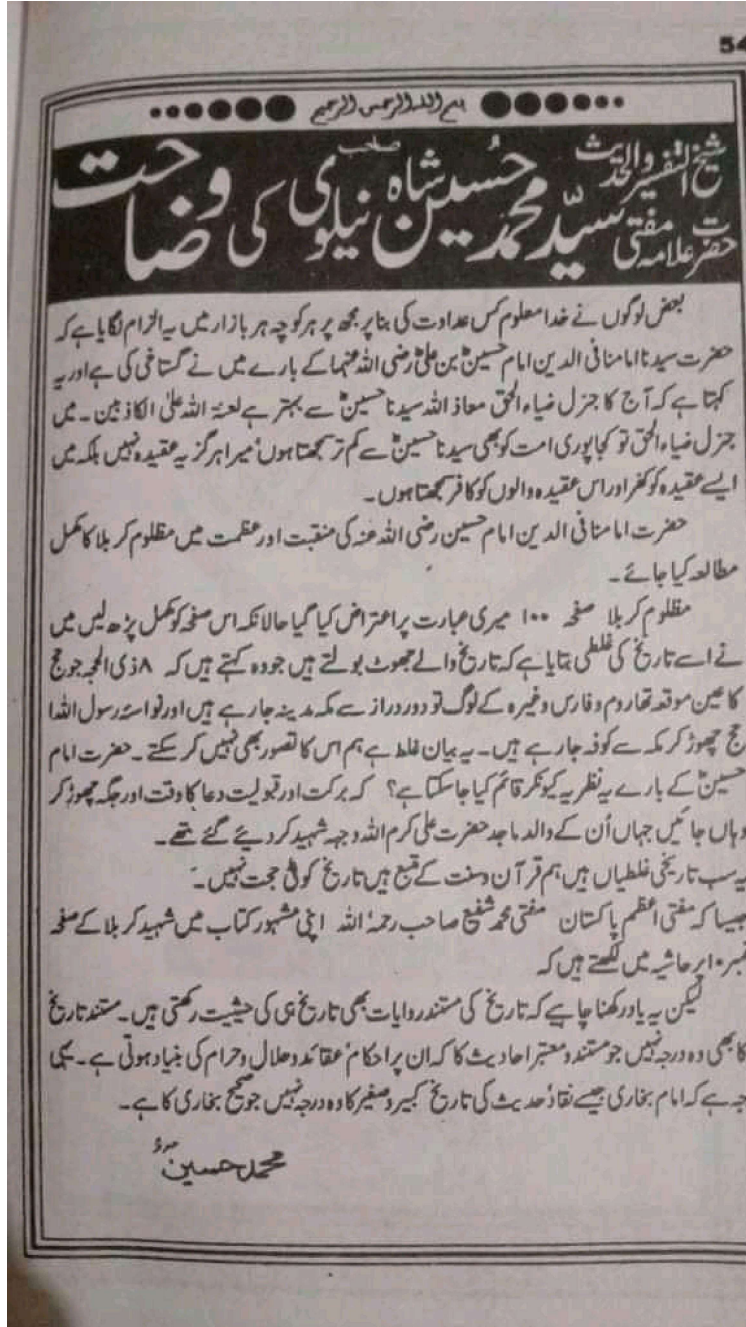 54
بسم الله الرحمن الرحيم
شیخ التفسیر والحدیث
حضرت علامہ مفتی سیّد محمد حُسین شاہ صاحب نیلوی کی وضاحت
بعض لوگوں نے خدا معلوم کس عداوت کی بنا پر مجھ پر ہر کوچہ ہر بازار میں یہ الزام لگایا ہے کہ
حضرت سیدنا امامنا فی الدین امام حسینؓ بن علیؓ رضی اللہ عنہما کے بارے میں نے گستاخی کی ہے اور یہ
کہتا ہے کہ آج کا جنرل ضیاء الحق معاذ اللہ سیدنا حسینؓ سے بہتر ہے لعنۃ اللہ علیٰ الکاذبین۔ میں
جنرل ضیاء الحق تو کجا پوری امت کو بھی سیدنا حسینؓ سے کم تر سمجھتا ہوں' میرا ہرگز یہ عقیدہ نہیں بلکہ میں
ایسے عقیدہ کو کفر اور اس عقیدہ والوں کو کافر سمجھتا ہوں۔
حضرت امامنا فی الدین امام حسین رضی اللہ عنہ کی منقبت اور عظمت میں مظلوم کربلا کا مکمل
مطالعہ کیا جائے۔
مظلوم کربلا صفحہ ۱۰۰ میری عبارت پر اعتراض کیا گیا حالانکہ اس صفحہ کو مکمل پڑھ لیں میں
نے اسے تاریخ کی غلطی بتایا ہے کہ تاریخ والے جھوٹ بولتے ہیں جو وہ کہتے ہیں کہ ۸ ذی الحجہ جو حج
کا عین موقعہ تھا روم و فارس وغیرہ کے لوگ تو دور دراز سے مکہ مدینہ جا رہے ہیں اور نواسۂ رسول اللہ
حج چھوڑ کر مکہ سے کوفہ جا رہے ہیں۔ یہ بیان غلط ہے ہم اس کا تصور بھی نہیں کر سکتے۔ حضرت امام
حسینؓ کے بارے یہ نظریہ کیونکر قائم کیا جا سکتا ہے؟ کہ برکت اور قبولیت دعا کا وقت اور جگہ چھوڑ کر
وہاں جائیں جہاں اُن کے والد ماجد حضرت علی کرم اللہ وجہہ شہید کر دیئے گئے تھے۔
یہ سب تاریخی غلطیاں ہیں ہم قرآن و سنت کے متبع ہیں تاریخ کوئی حجت نہیں۔
جیسا کہ مفتی اعظم پاکستان مفتی محمد شفیع صاحب رحمۂ اللہ اپنی مشہور کتاب میں شہید کربلا کے صفحہ
نمبر ۱۰ پر حاشیہ میں لکھتے ہیں کہ
لیکن یہ یاد رکھنا چاہیے کہ تاریخ کی مستند روایات بھی تاریخ ہی کی حیثیت رکھتی ہیں۔ مستند تاریخ
کا بھی وہ درجہ نہیں جو مستند و معتبر احادیث کا کہ ان پر احکام' عقائد و حلال و حرام کی بنیاد ہوتی ہے۔ یہی
جہ ہے کہ امام بخاری جیسے نقادِ حدیث کی تاریخ کبیر و صغیر کا وہ درجہ نہیں جو صحیح بخاری کا ہے۔
محمد حسین